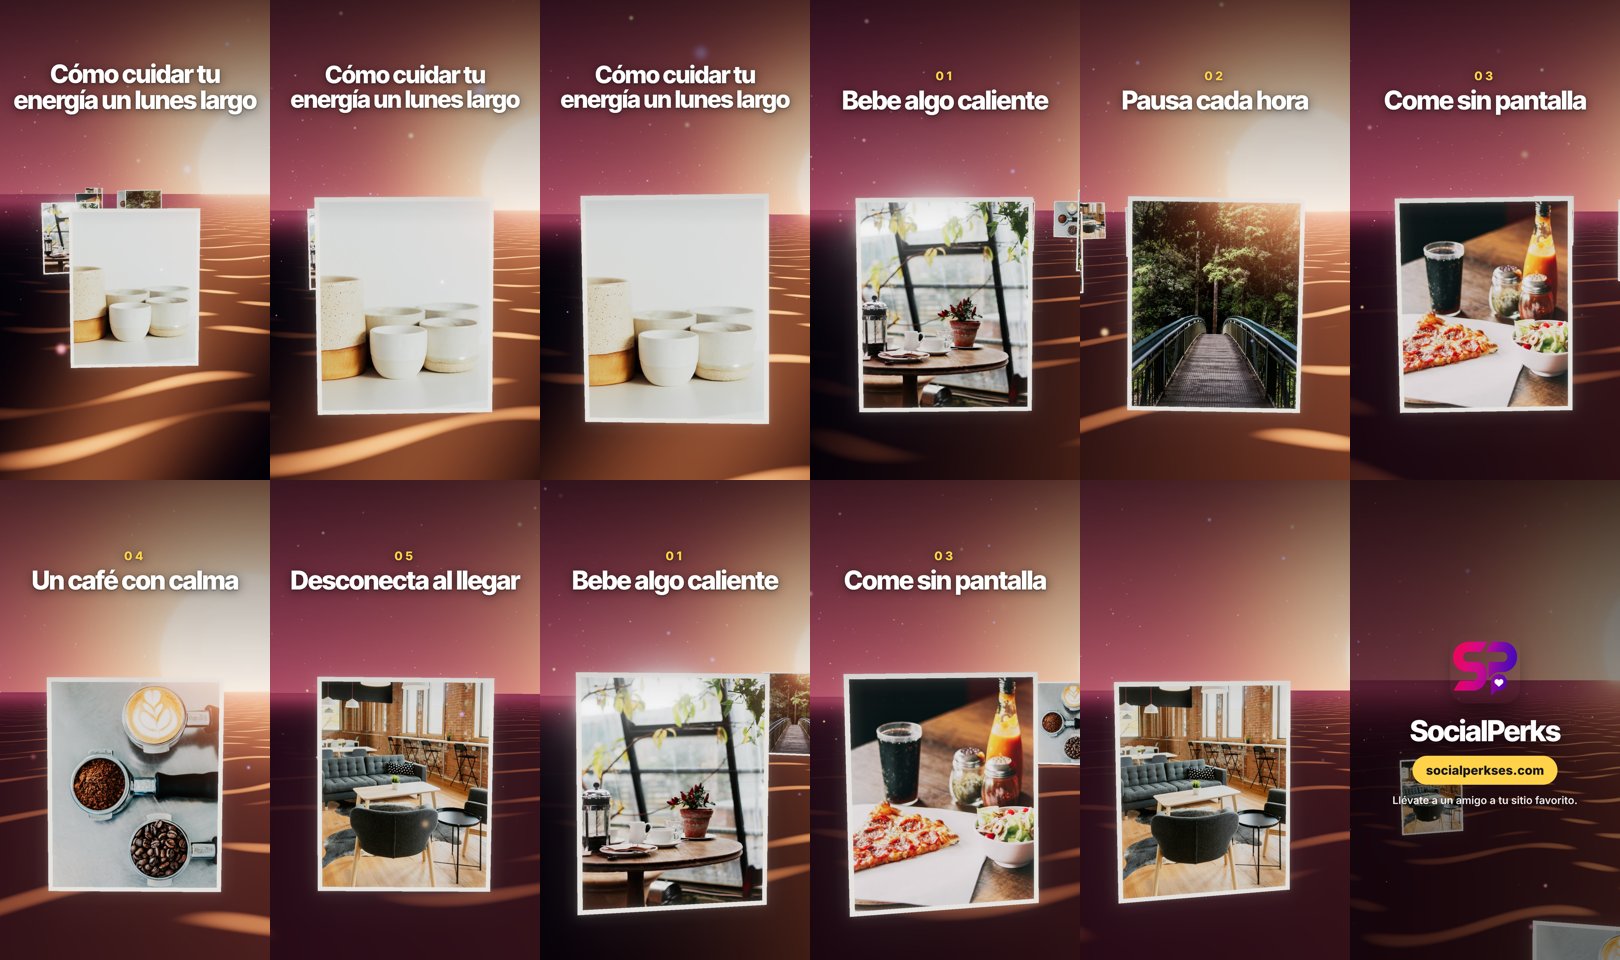 Cómo cuidar tu
energía un lunes largo
Cómo cuidar tu
energía un lunes largo
Cómo cuidar tu
energía un lunes largo
01
Bebe algo caliente
02
Pausa cada hora
03
Come sin pantalla
04
Un café con calma
05
Desconecta al llegar
01
Bebe algo caliente
03
Come sin pantalla
SP
SocialPerks
socialperkses.com
Llévate a un amigo a tu sitio favorito.